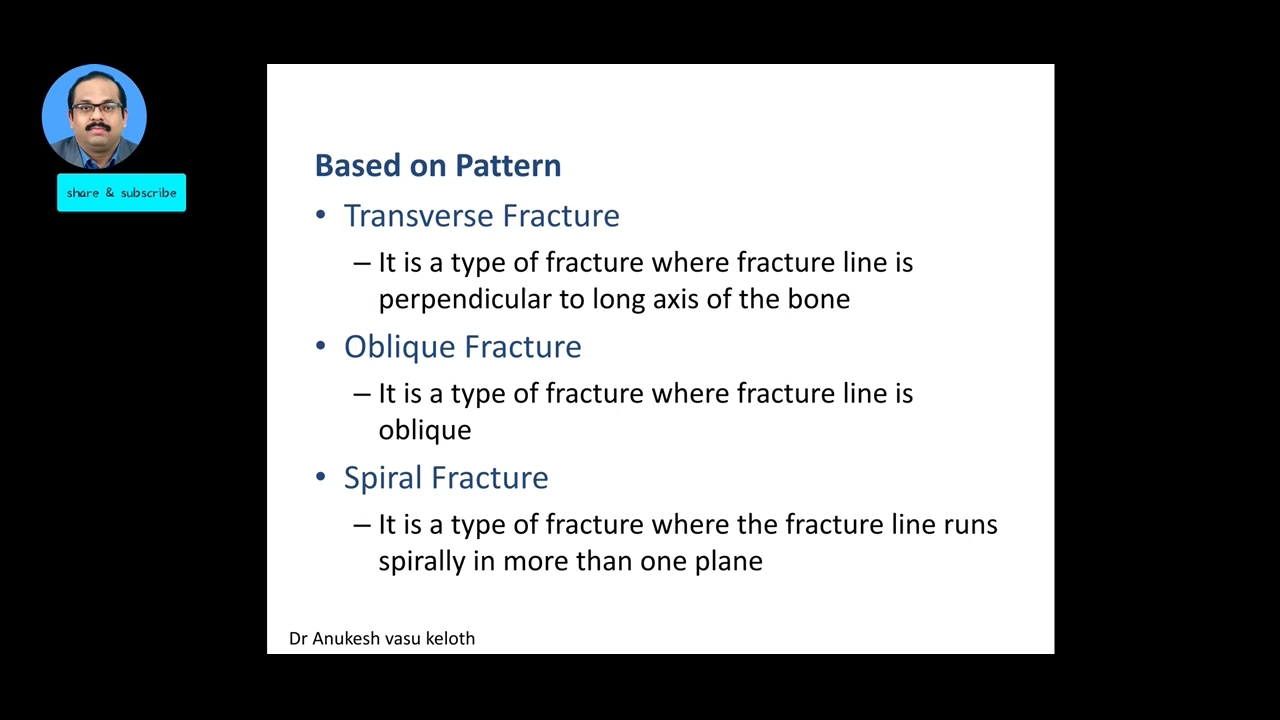 share & subscribe
Based on Pattern
• Transverse Fracture
– It is a type of fracture where fracture line is
perpendicular to long axis of the bone
• Oblique Fracture
– It is a type of fracture where fracture line is
oblique
• Spiral Fracture
– It is a type of fracture where the fracture line runs
spirally in more than one plane
Dr Anukesh vasu keloth